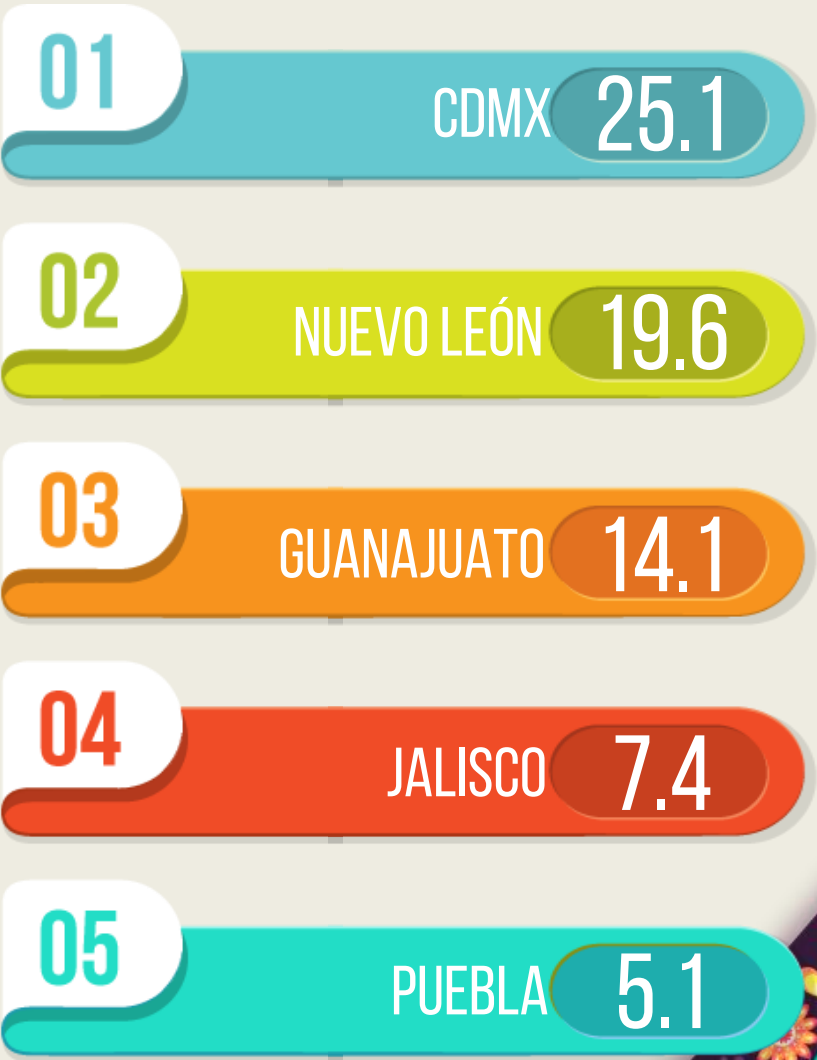 01
CDMX 25.1
02
NUEVO LEÓN 19.6
03
GUANAJUATO 14.1
04
JALISCO 7.4
05
PUEBLA 5.1